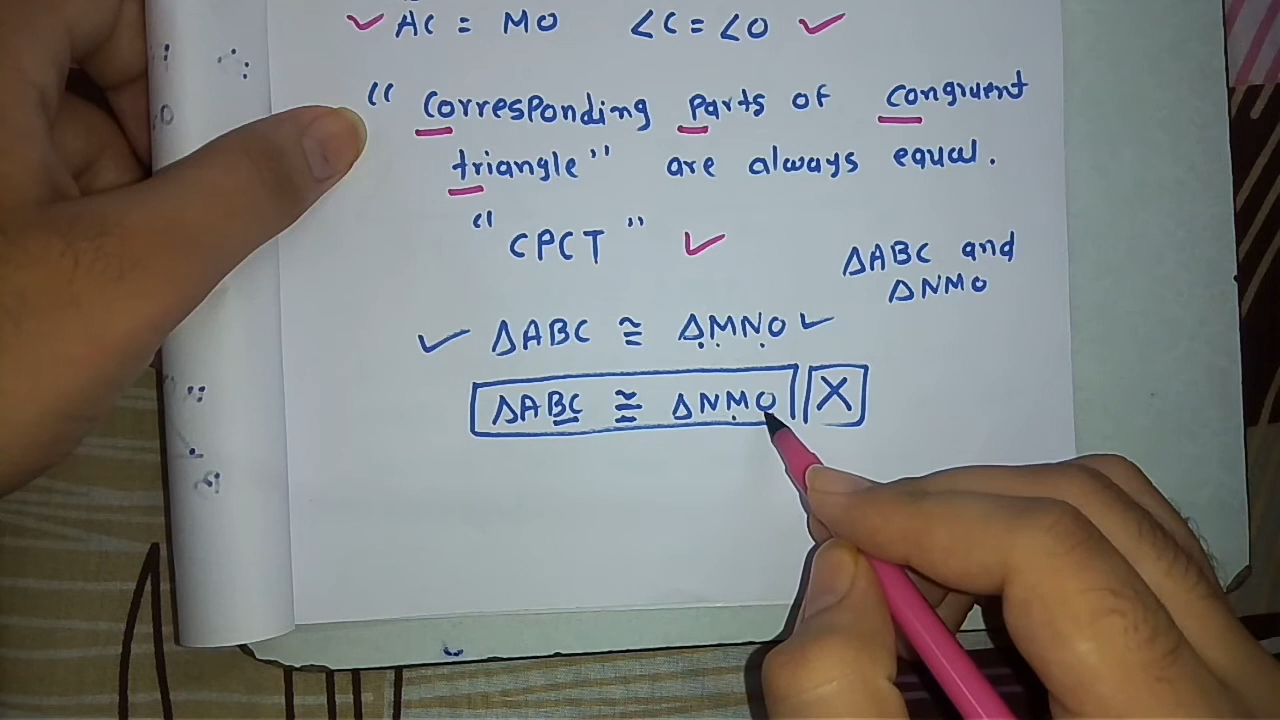 ✓ AC = MO ∠C = ∠O ✓
"Corresponding parts of congruent
triangle" are always equal.
"CPCT" ✓
ΔABC and
ΔNMO
✓ ΔABC ≅ ΔMNO ✓
ΔABC ≅ ΔNMO X